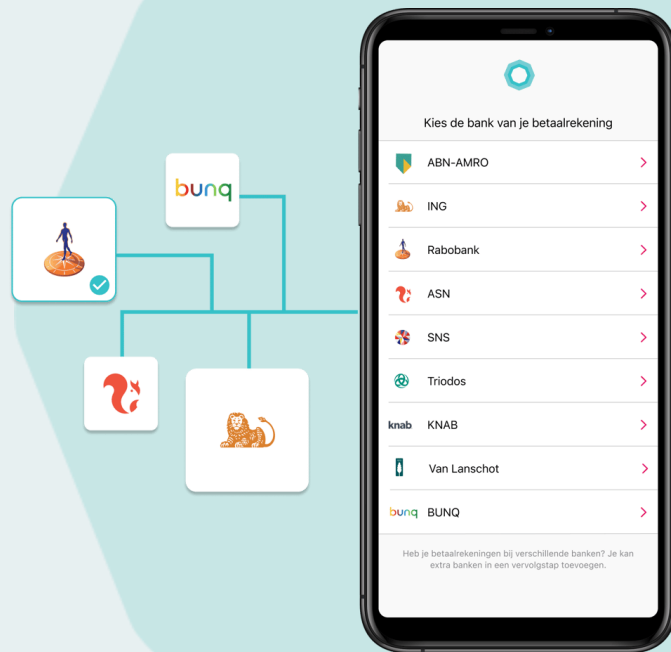 bunq
Kies de bank van je betaalrekening
ABN-AMRO
ING
Rabobank
ASN
SNS
Triodos
knab KNAB
Van Lanschot
bunq BUNQ
Heb je betaalrekeningen bij verschillende banken? Je kan
extra banken in een vervolgstap toevoegen.